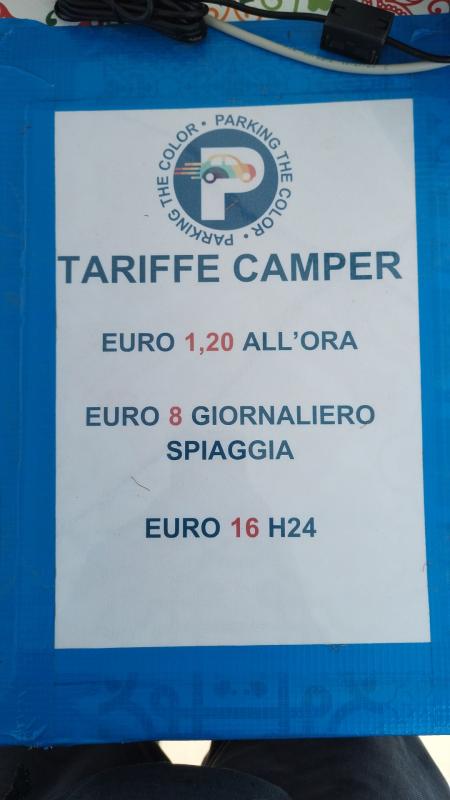 PARKING THE COLOR • PARKING THE COLOR •
P
TARIFFE CAMPER
EURO 1,20 ALL'ORA
EURO 8 GIORNALIERO
SPIAGGIA
EURO 16 H24